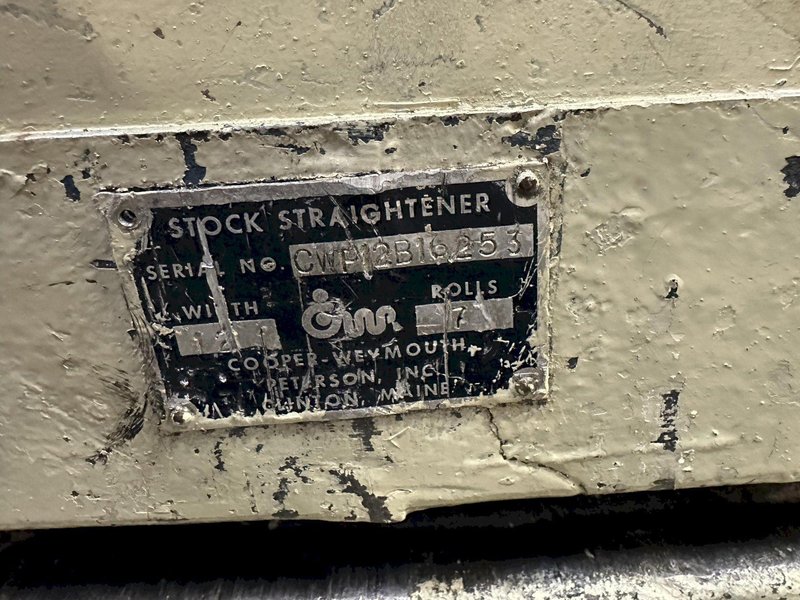 STOCK STRAIGHTENER
SERIAL NO. CWP12B16253
WIDTH ROLLS
12 7
COOPER-WEYMOUTH,
PETERSON, INC.
CLINTON, MAINE